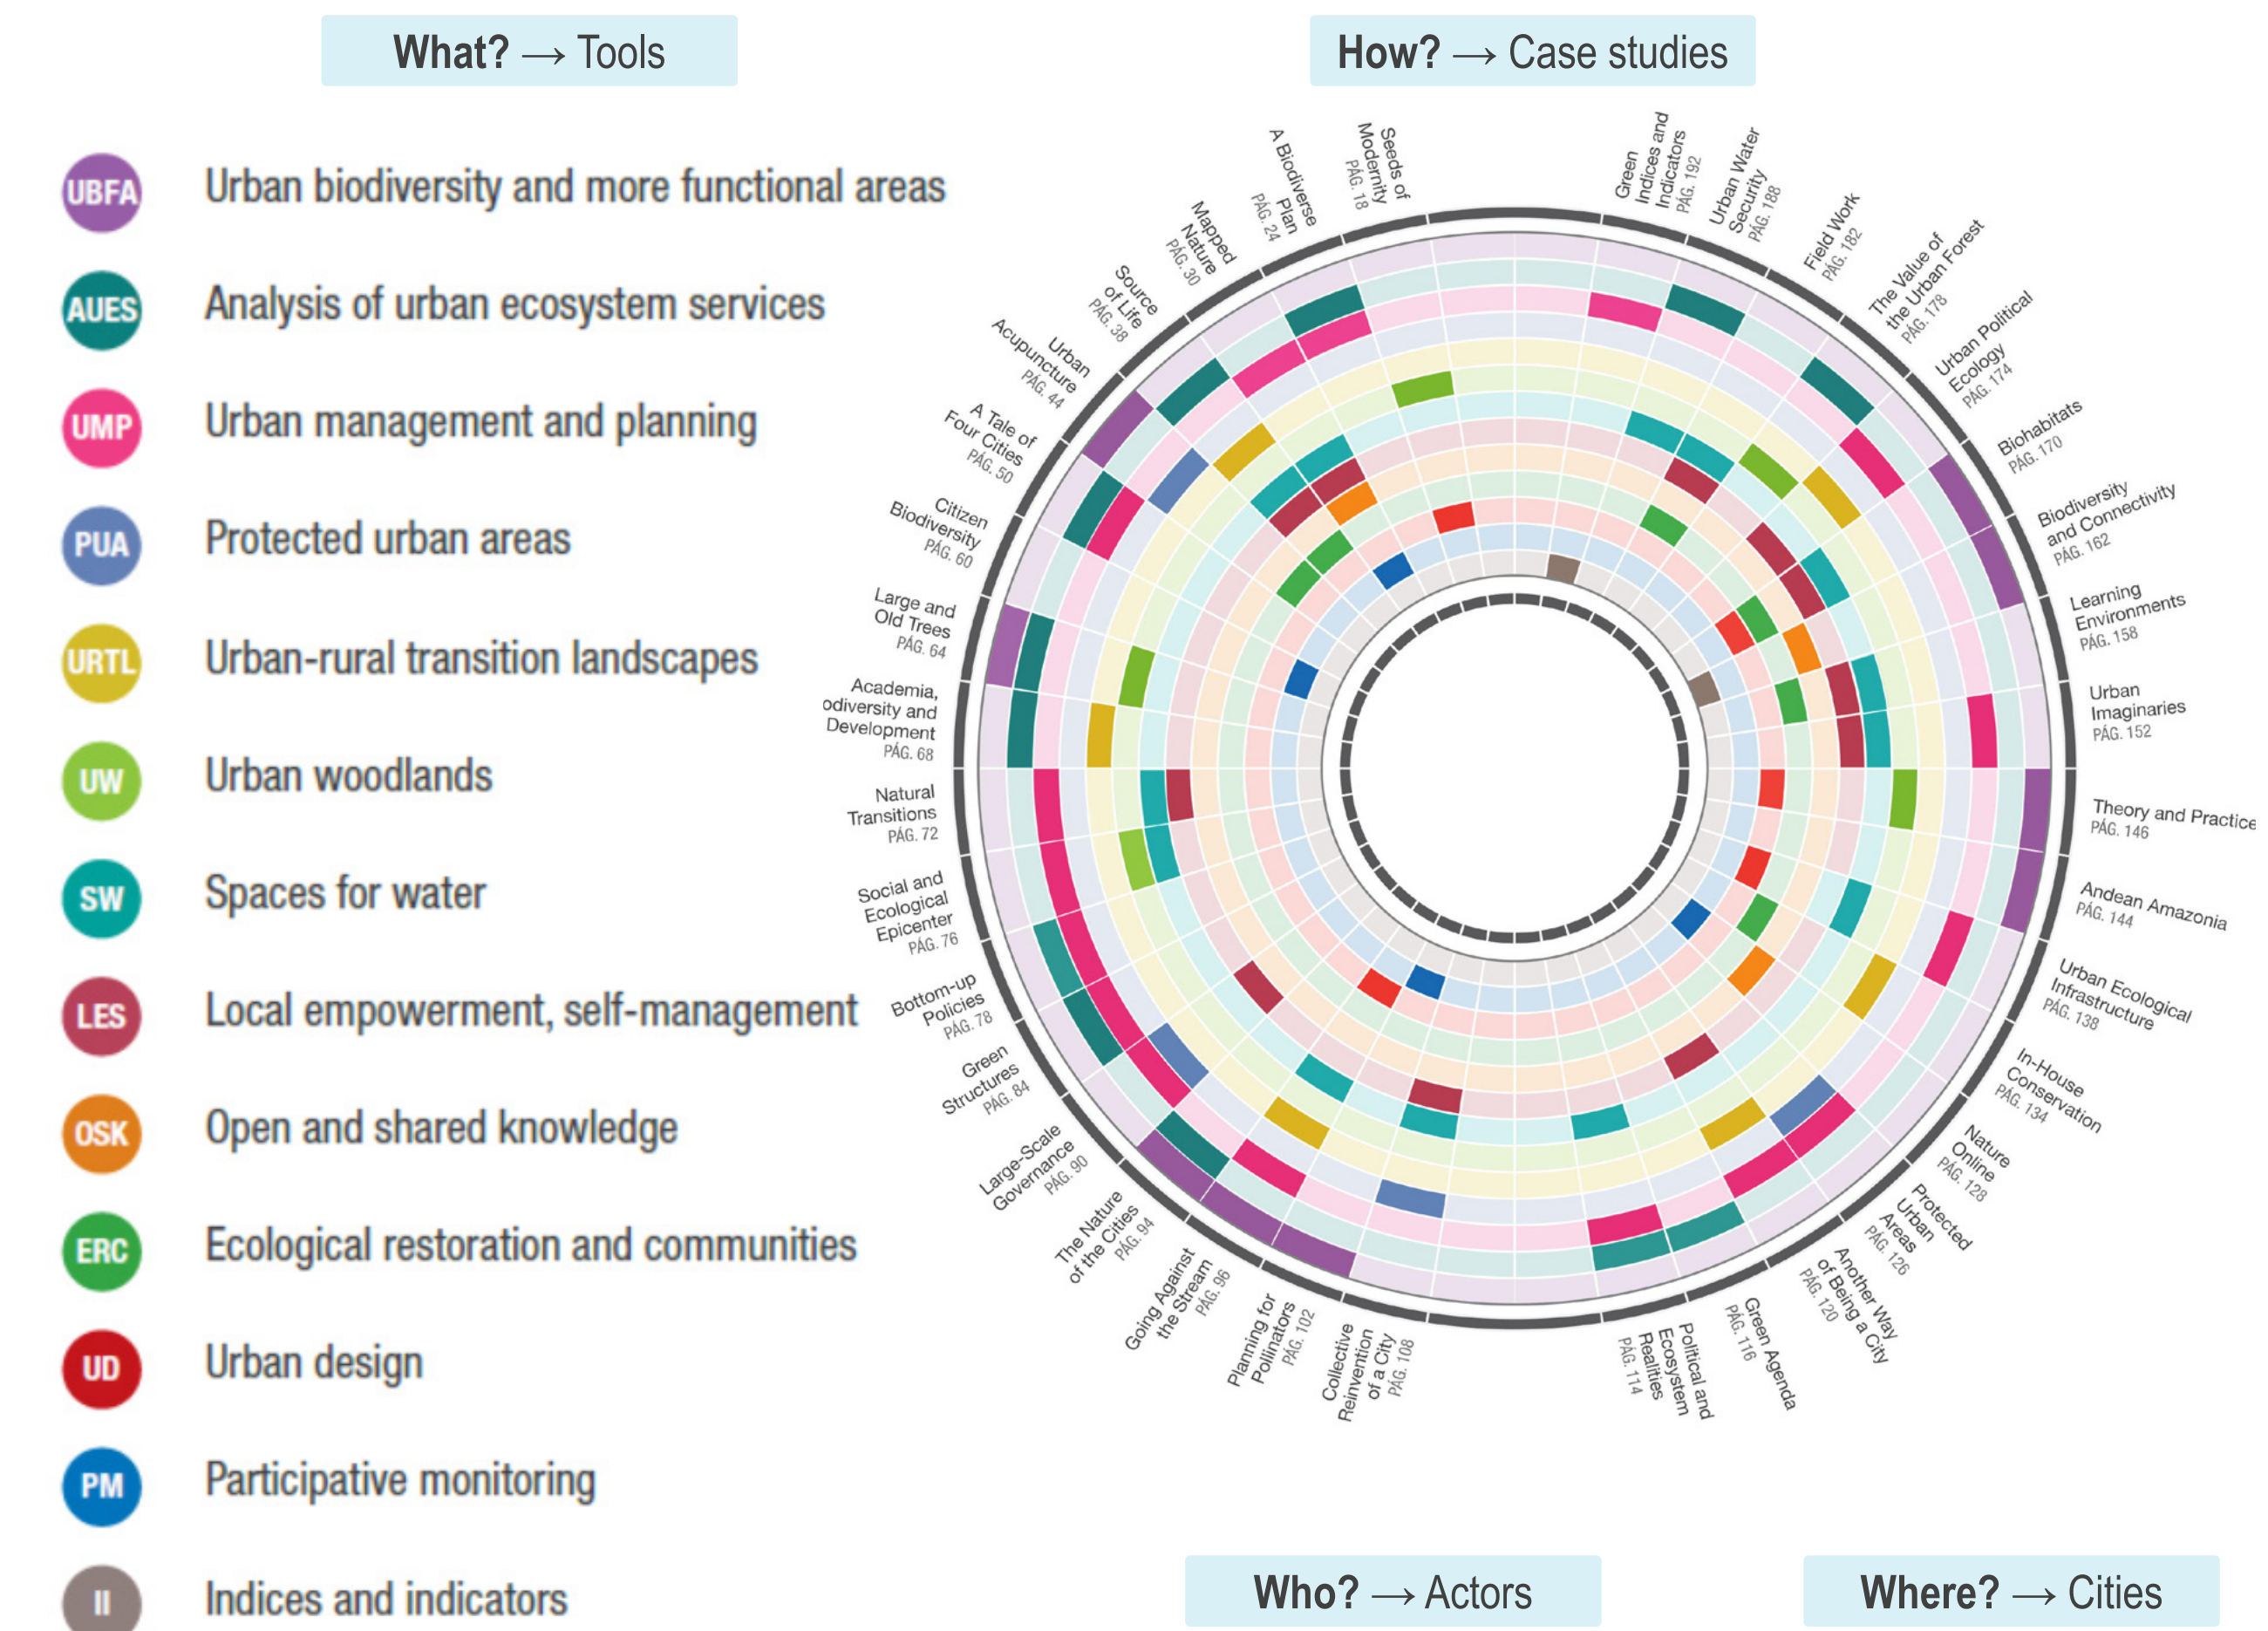 What? → Tools
How? → Case studies
UBFA Urban biodiversity and more functional areas
AUES Analysis of urban ecosystem services
UMP Urban management and planning
PUA Protected urban areas
URTL Urban-rural transition landscapes
UW Urban woodlands
SW Spaces for water
LES Local empowerment, self-management
OSK Open and shared knowledge
ERC Ecological restoration and communities
UD Urban design
PM Participative monitoring
II Indices and indicators
Seeds of
Modernity
PÁG. 18
A Biodiverse
Plan
PÁG. 24
Mapped
Nature
PÁG. 30
Source
of Life
PÁG. 38
Urban
Acupuncture
PÁG. 44
A Tale of
Four Cities
PÁG. 50
Citizen
Biodiversity
PÁG. 60
Large and
Old Trees
PÁG. 64
Academia,
odiversity and
Development
PÁG. 68
Natural
Transitions
PÁG. 72
Social and
Ecological
Epicenter
PÁG. 76
Bottom-up
Policies
PÁG. 78
Green
Structures
PÁG. 84
Large-Scale
Governance
PÁG. 90
The Nature
of the Cities
PÁG. 94
Going Against
the Stream
PÁG. 96
Planning for
Pollinators
PÁG. 102
Collective
Reinvention
of a City
PÁG. 108
Political and
Ecosystem
Realities
PÁG. 114
Green Agenda
PÁG. 116
Another Way
of Being a City
PÁG. 120
Protected
Urban
Areas
PÁG. 126
Nature
Online
PÁG. 128
In-House
Conservation
PÁG. 134
Urban Ecological
Infrastructure
PÁG. 138
Andean Amazonia
PÁG. 144
Theory and Practice
PÁG. 146
Urban
Imaginaries
PÁG. 152
Learning
Environments
PÁG. 158
Biodiversity
and Connectivity
PÁG. 162
Biohabitats
PÁG. 170
Urban Political
Ecology
PÁG. 174
The Value of
the Urban Forest
PÁG. 178
Field Work
PÁG. 182
Urban Water
Security
PÁG. 188
Green
Indices and
Indicators
PÁG. 192
Who? → Actors
Where? → Cities